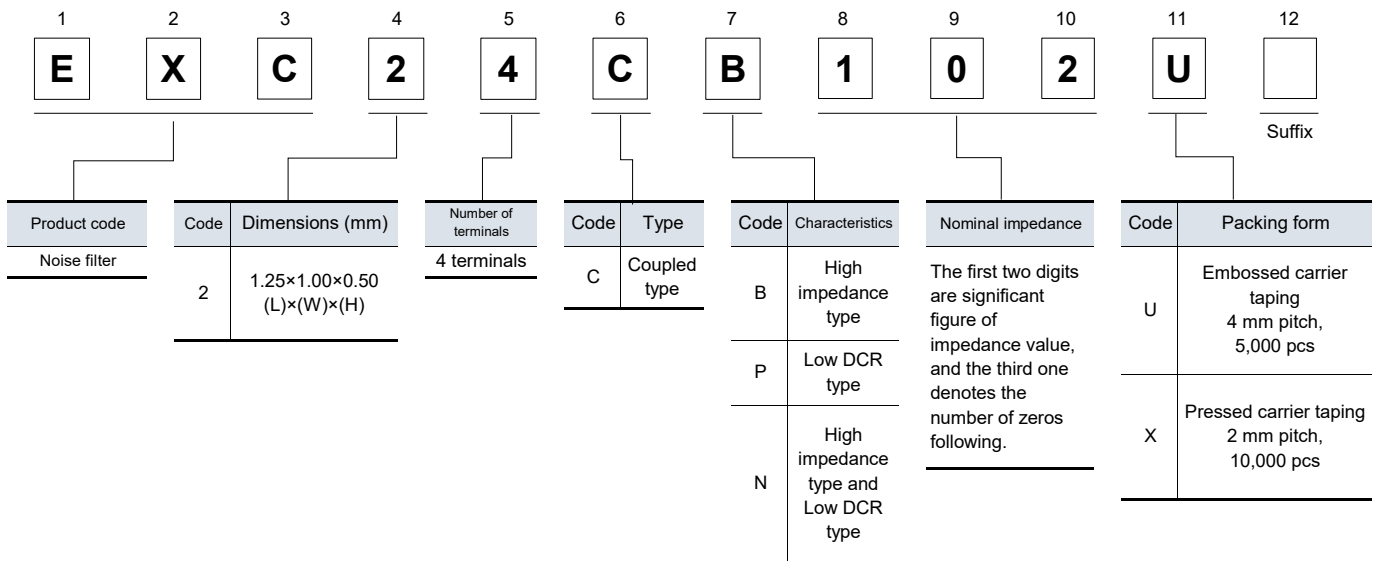 1 2 3 4 5 6 7 8 9 10 11 12
E X C 2 4 C B 1 0 2 U
Suffix
Product code
Noise filter
Code Dimensions (mm)
2
1.25×1.00×0.50
(L)×(W)×(H)
Number of
terminals
4 terminals
Code Type
C
Coupled
type
Code Characteristics
B
High
impedance
type
P
Low DCR
type
N
High
impedance
type and
Low DCR
type
Nominal impedance
The first two digits
are significant
figure of
impedance value,
and the third one
denotes the
number of zeros
following.
Code Packing form
U
Embossed carrier
taping
4 mm pitch,
5,000 pcs
X
Pressed carrier taping
2 mm pitch,
10,000 pcs